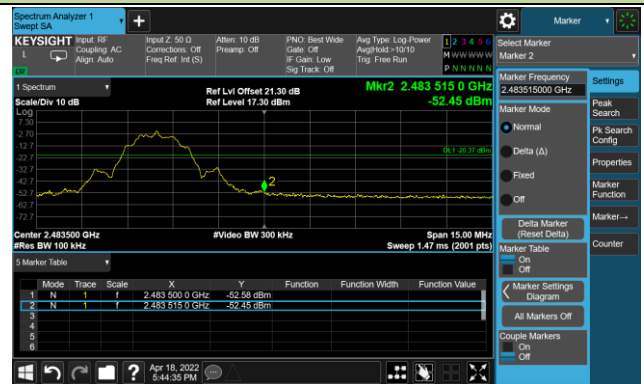 Spectrum Analyzer 1
Swept SA
Marker
KEYSIGHT Input: RF Input Z: 50 Ω Atten: 10 dB PNO: Best Wide Avg Type: Log-Power 1 2 3 4 5 6
L Coupling: AC Corrections: Off Preamp: Off Gate: Off Avg|Hold:>10/10 M W W W W W
Align: Auto Freq Ref: Int (S) IF Gain: Low Trig: Free Run P N N N N N
Sig Track: Off
Select Marker
Marker 2
1 Spectrum
Ref Lvl Offset 21.30 dB
Mkr2 2.483 515 0 GHz
Scale/Div 10 dB
Ref Level 17.30 dBm
-52.45 dBm
Log
7.30
-2.70
-12.7
-22.7
-32.7
-42.7
-52.7
-62.7
-72.7
DL1 -20.37 dBm
2
Center 2.483500 GHz
#Video BW 300 kHz
Span 15.00 MHz
#Res BW 100 kHz
Sweep 1.47 ms (2001 pts)
5 Marker Table
Mode Trace Scale X Y Function Function Width Function Value
1 N 1 f 2.483 500 0 GHz -52.58 dBm
2 N 1 f 2.483 515 0 GHz -52.45 dBm
3
4
5
6
Marker Frequency
2.483515000 GHz
Marker Mode
Normal
Delta (Δ)
Fixed
Off
Delta Marker
(Reset Delta)
Marker Table
On
Off
Marker Settings
Diagram
All Markers Off
Couple Markers
On
Off
Settings
Peak
Search
Pk Search
Config
Properties
Marker
Function
Marker→
Counter
?
Apr 18, 2022
5:44:35 PM